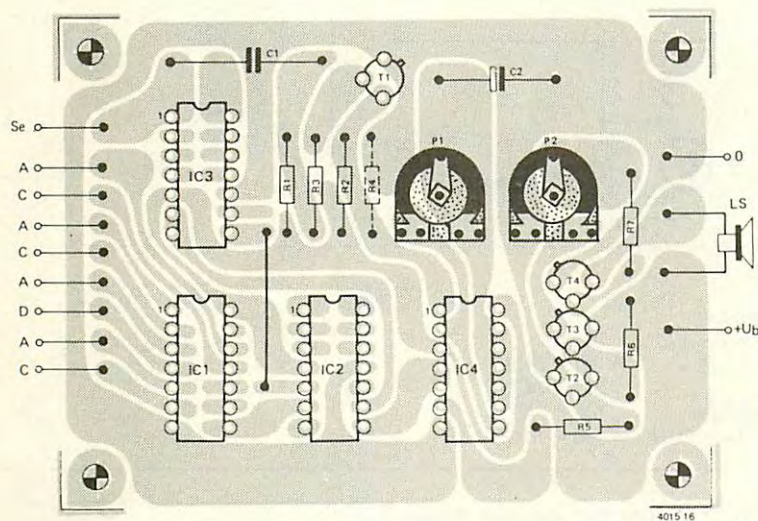 C1
T1
C2
Se
1
IC3
R1
R3
R2
R4
P1
P2
0
A
C
A
C
A
D
A
C
R7
LS
T4
T3
T2
R6
+Ub
1
IC1
1
IC2
1
IC4
R5
4015 16